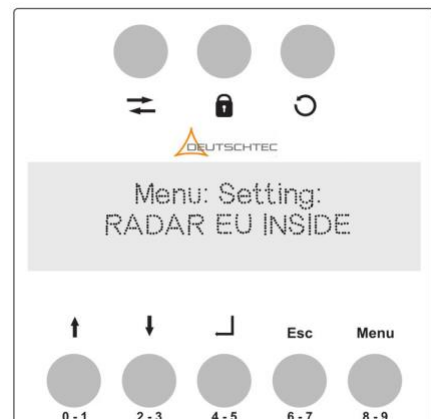 DEUTSCHTEC
Menu: Setting:
RADAR EU INSIDE
Esc Menu
0 - 1 2 - 3 4 - 5 6 - 7 8 - 9